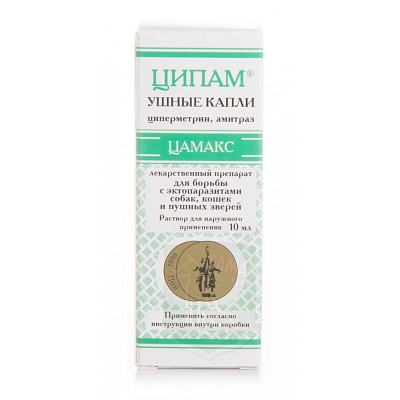 ЦИПАМ®
УШНЫЕ КАПЛИ
циперметрин, амитраз
ЦАМАКС
лекарственный препарат
для борьбы
с эктопаразитами
собак, кошек
и пушных зверей
Раствор для наружного
применения 10 мл
Применять согласно
инструкции внутри коробки